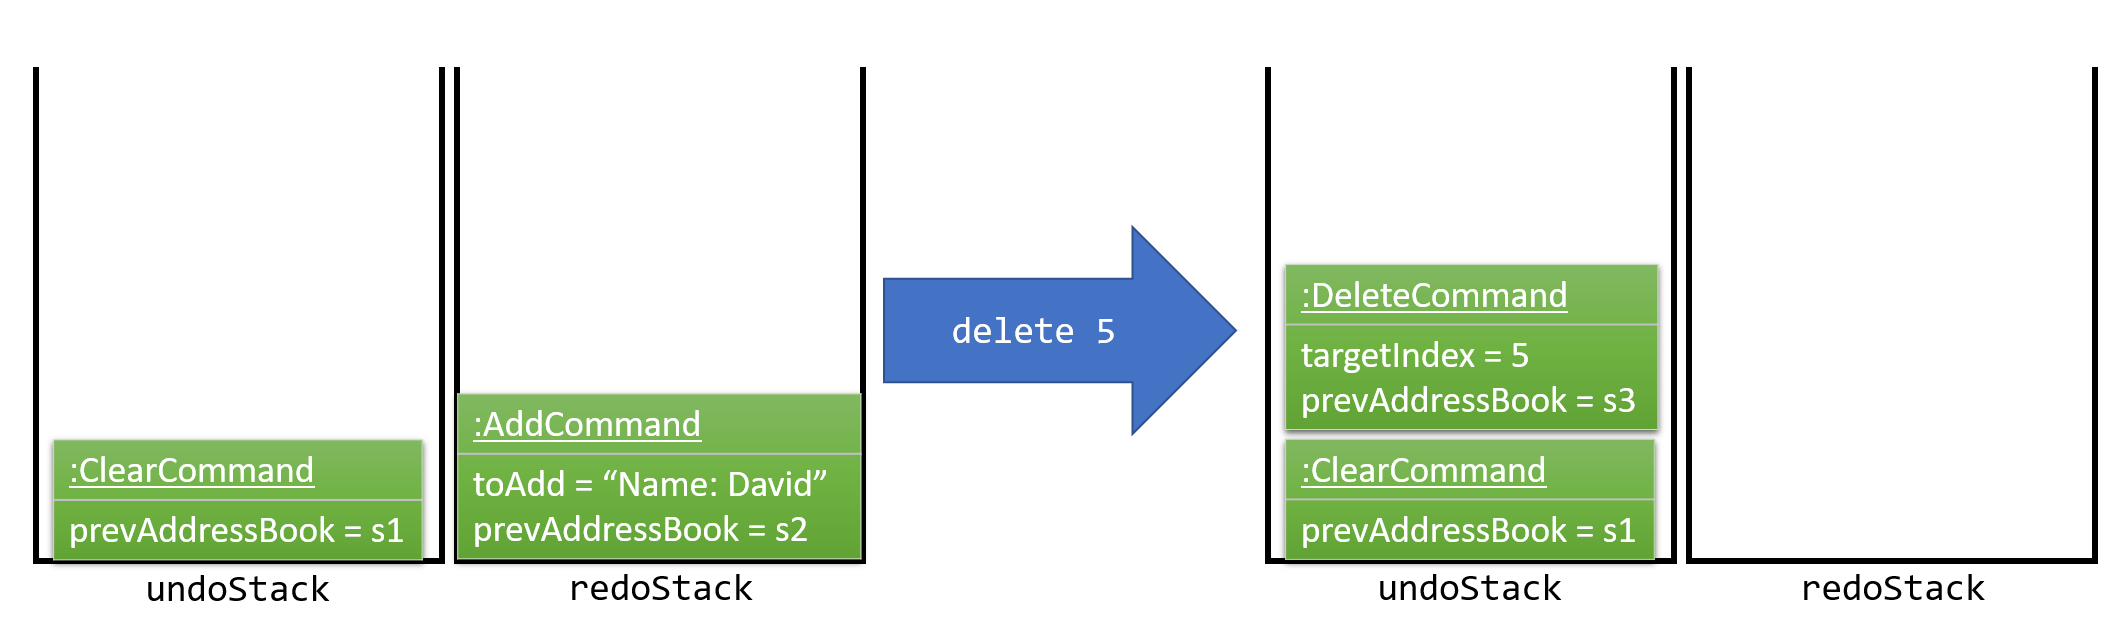 :ClearCommand
prevAddressBook = s1
undoStack
:AddCommand
toAdd = “Name: David”
prevAddressBook = s2
redoStack
delete 5
:DeleteCommand
targetIndex = 5
prevAddressBook = s3
:ClearCommand
prevAddressBook = s1
undoStack
redoStack